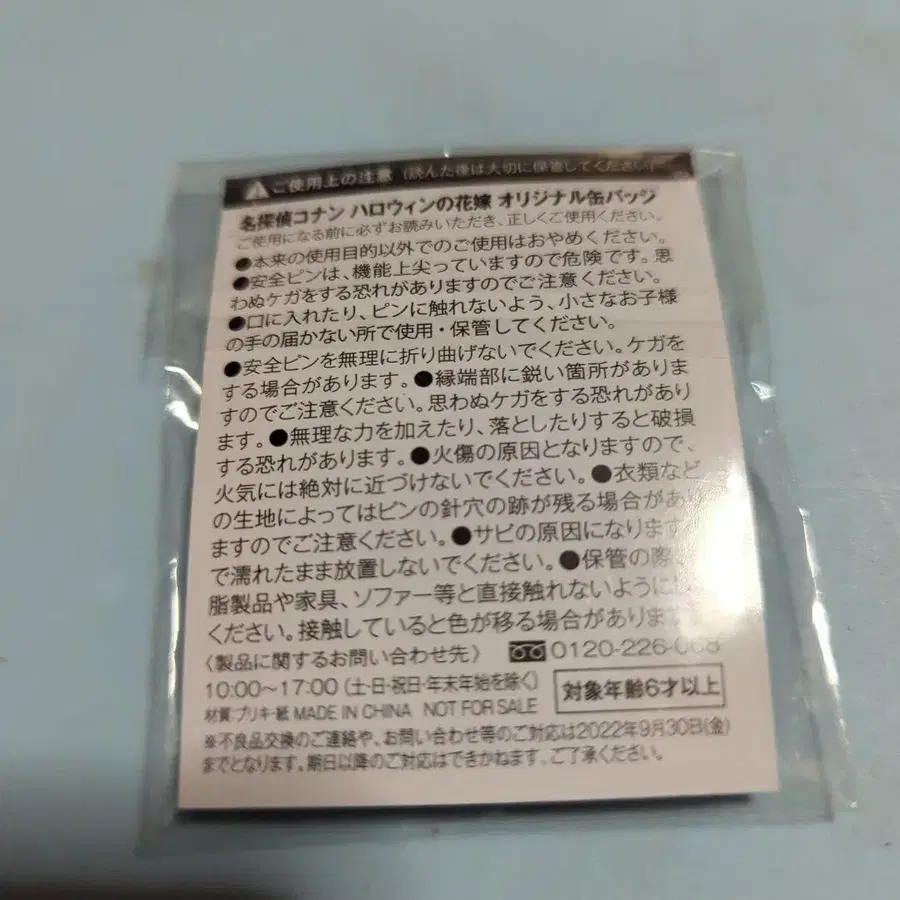 ご使用上の注意 (読んだ後は大切に保管してください)
名探偵コナン ハロウィンの花嫁 オリジナル缶バッジ
ご使用になる前に必ずお読みいただき、正しくご使用ください。
●本来の使用目的以外でのご使用はおやめください。
●安全ピンは、機能上尖っていますので危険です。思
わぬケガをする恐れがありますのでご注意ください。
●口に入れたり、ピンに触れないよう、小さなお子様
の手の届かない所で使用・保管してください。
●安全ピンを無理に折り曲げないでください。ケガを
する場合があります。●縁端部に鋭い箇所がありま
すのでご注意ください。思わぬケガをする恐れがあり
ます。●無理な力を加えたり、落としたりすると破損
する恐れがあります。●火傷の原因となりますので、
火気には絶対に近づけないでください。●衣類など
の生地によってはピンの針穴の跡が残る場合があり
ますのでご注意ください。●サビの原因になります
で濡れたまま放置しないでください。●保管の際
脂製品や家具、ソファー等と直接触れないように
ください。接触していると色が移る場合があります
〈製品に関するお問い合わせ先〉 0120-226-068
10:00〜17:00 (土・日・祝日・年末年始を除く) 対象年齢6才以上
材質:ブリキ・紙 MADE IN CHINA NOT FOR SALE
※不良品交換のご連絡や、お問い合わせ等のご対応は2022年9月30日(金)
までとなります。期日以降のご対応はできかねます。ご了承ください。